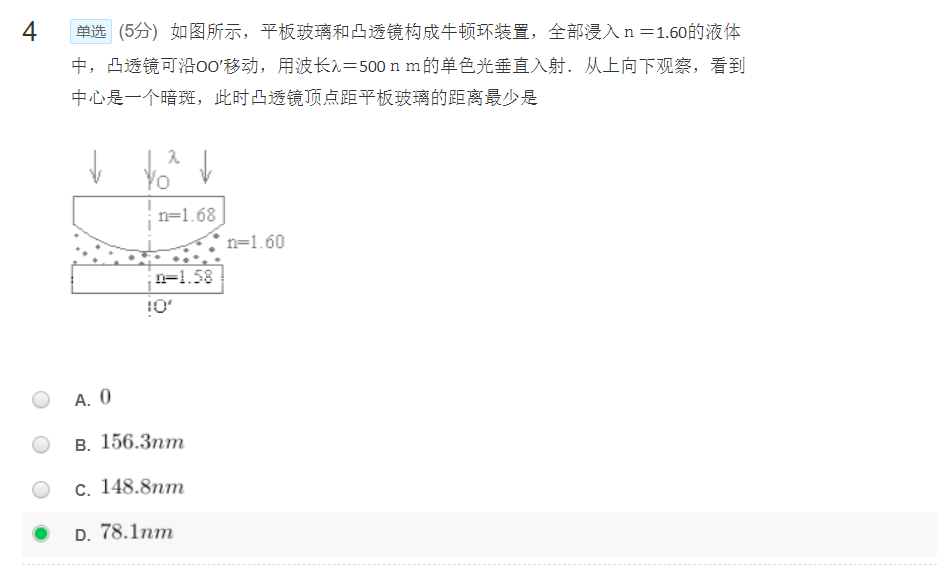 4 单选 (5分) 如图所示，平板玻璃和凸透镜构成牛顿环装置，全部浸入ｎ＝1.60的液体
中，凸透镜可沿OO′移动，用波长λ＝500ｎｍ的单色光垂直入射．从上向下观察，看到
中心是一个暗斑，此时凸透镜顶点距平板玻璃的距离最少是
λ
O
n=1.68
n=1.60
n=1.58
O′
A. 0
B. 156.3nm
C. 148.8nm
D. 78.1nm